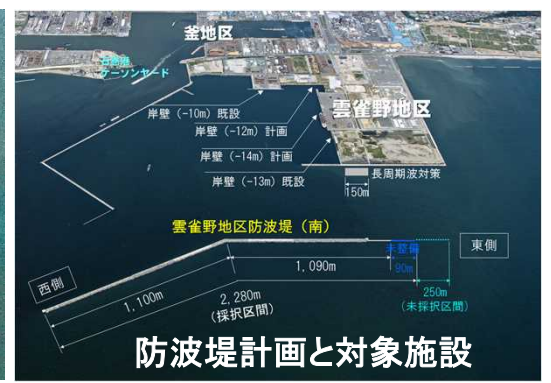 釜地区
石巻港
ケーソンヤード
雲雀野地区
岸壁（-10m）既設
岸壁（-12m）計画
岸壁（-14m）計画
岸壁（-13m）既設
長周期波対策
150m
雲雀野地区防波堤（南）
未整備
東側
1,090m
90m
西側
1,100m
2,280m
（採択区間）
250m
（未採択区間）
防波堤計画と対象施設